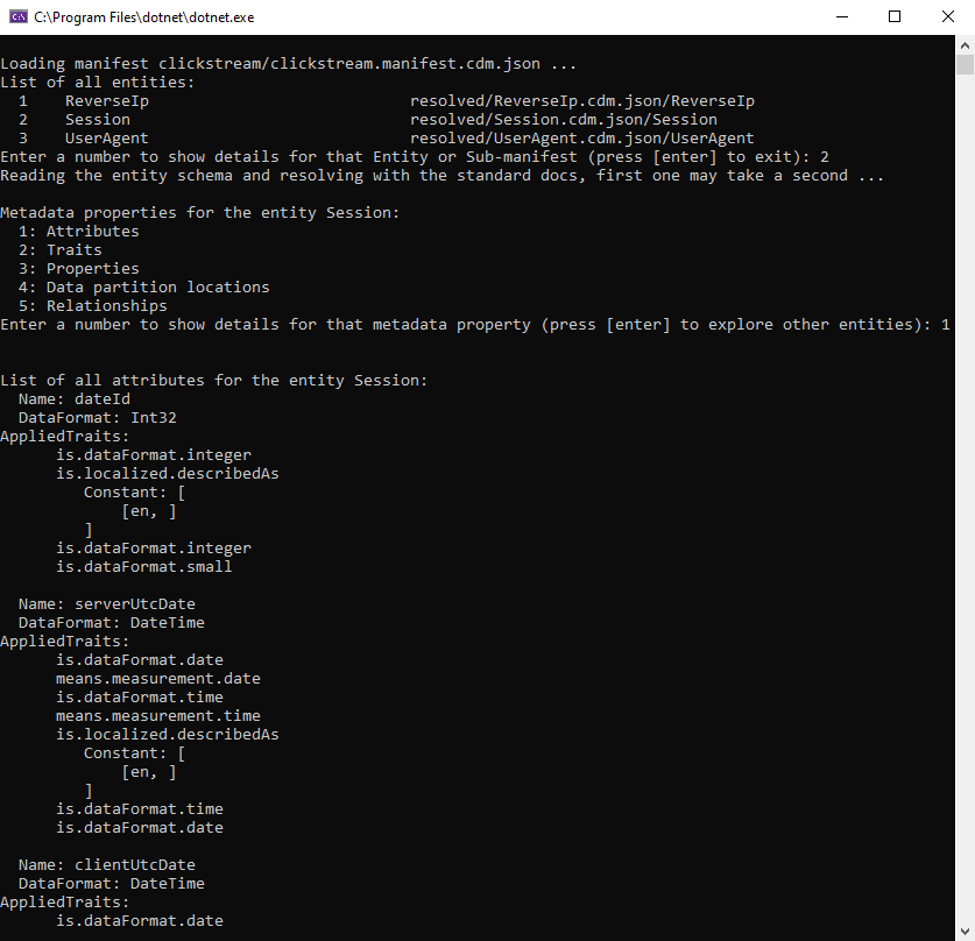 C:\Program Files\dotnet\dotnet.exe
Loading manifest clickstream/clickstream.manifest.cdm.json ...
List of all entities:
  1    ReverseIp                            resolved/ReverseIp.cdm.json/ReverseIp
  2    Session                              resolved/Session.cdm.json/Session
  3    UserAgent                            resolved/UserAgent.cdm.json/UserAgent
Enter a number to show details for that Entity or Sub-manifest (press [enter] to exit): 2
Reading the entity schema and resolving with the standard docs, first one may take a second ...
Metadata properties for the entity Session:
  1: Attributes
  2: Traits
  3: Properties
  4: Data partition locations
  5: Relationships
Enter a number to show details for that metadata property (press [enter] to explore other entities): 1
List of all attributes for the entity Session:
  Name: dateId
  DataFormat: Int32
AppliedTraits:
      is.dataFormat.integer
      is.localized.describedAs
         Constant: [
             [en, ]
         ]
      is.dataFormat.integer
      is.dataFormat.small
  Name: serverUtcDate
  DataFormat: DateTime
AppliedTraits:
      is.dataFormat.date
      means.measurement.date
      is.dataFormat.time
      means.measurement.time
      is.localized.describedAs
         Constant: [
             [en, ]
         ]
      is.dataFormat.time
      is.dataFormat.date
  Name: clientUtcDate
  DataFormat: DateTime
AppliedTraits:
      is.dataFormat.date